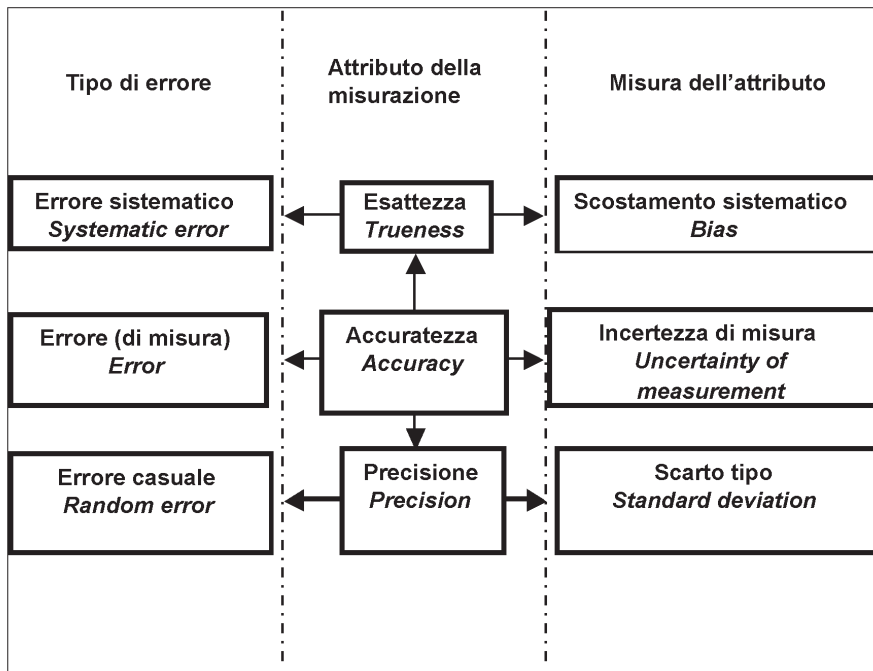 Tipo di errore
Attributo della
misurazione
Misura dell'attributo
Errore sistematico
Systematic error
Esattezza
Trueness
Scostamento sistematico
Bias
Errore (di misura)
Error
Accuratezza
Accuracy
Incertezza di misura
Uncertainty of
measurement
Errore casuale
Random error
Precisione
Precision
Scarto tipo
Standard deviation